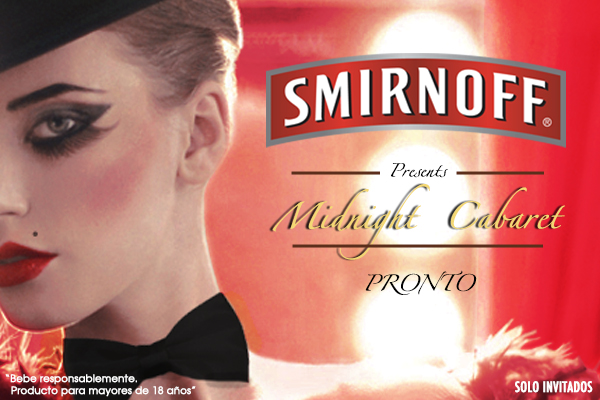 SMIRNOFF®
Presents
Midnight Cabaret
PRONTO
"Bebe responsablemente.
Producto para mayores de 18 años"
SOLO INVITADOS